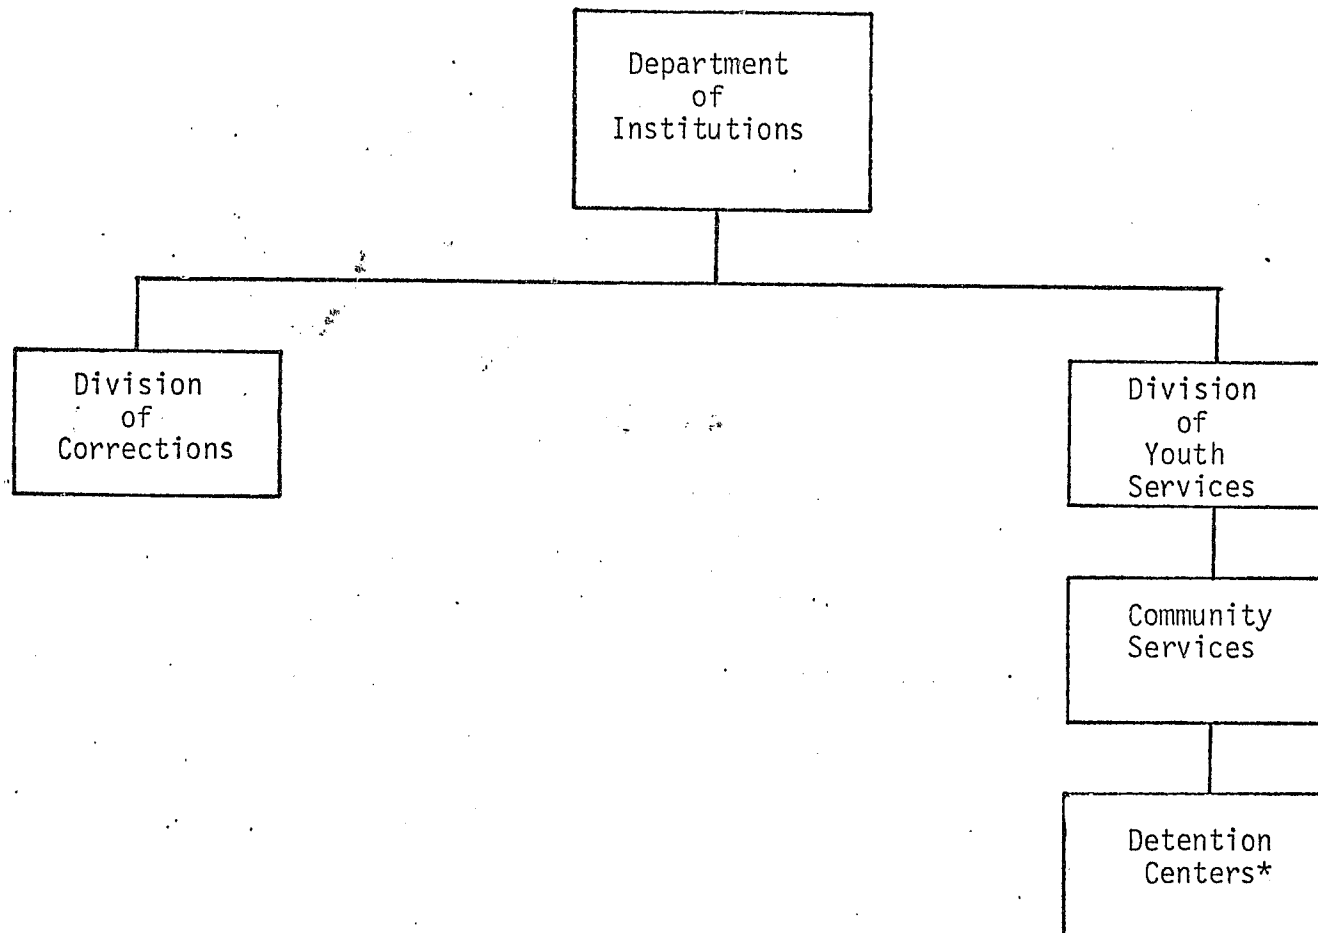 Department
of
Institutions
Division
of
Corrections
Division
of
Youth
Services
Community
Services
Detention
Centers*